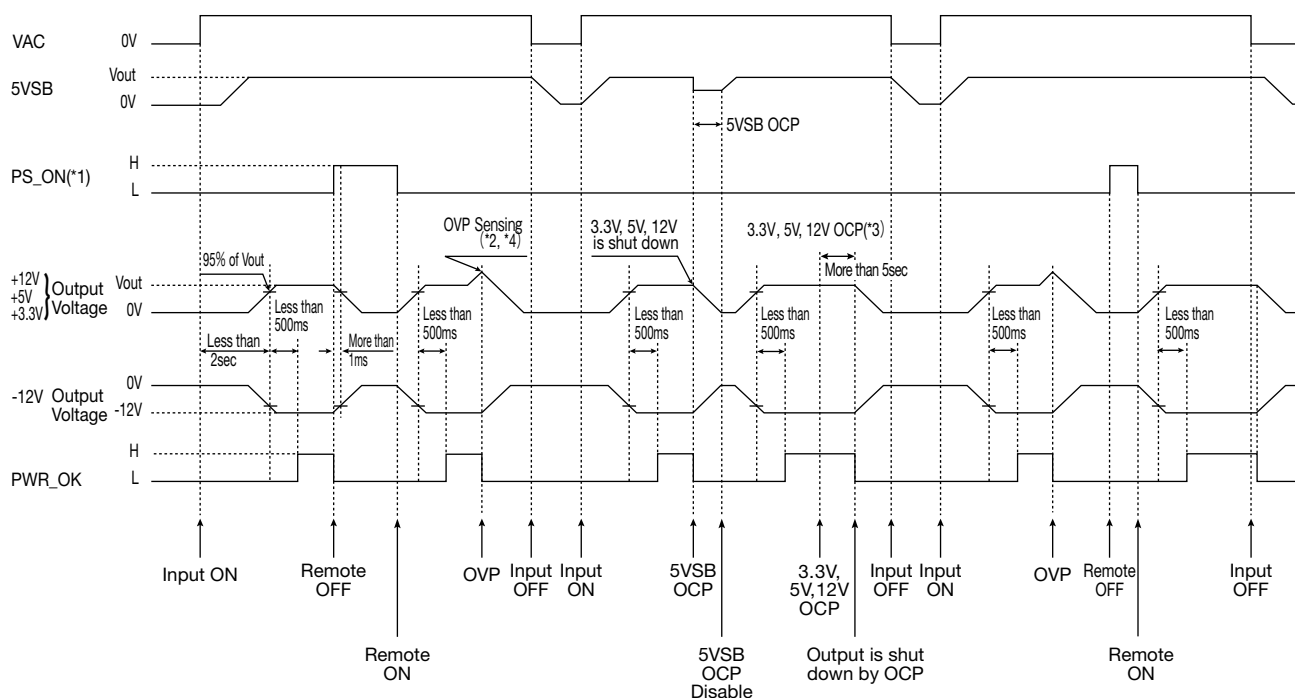 VAC 0V
5VSB Vout
0V
5VSB OCP
PS_ON(*1) H
L
OVP Sensing
(*2, *4)
3.3V, 5V, 12V
is shut down
3.3V, 5V, 12V OCP(*3)
More than 5sec
95% of Vout
+12V
+5V
+3.3V
Output
Voltage
Vout
0V
Less than
500ms
Less than
500ms
Less than
500ms
Less than
500ms
Less than
500ms
Less than
500ms
Less than
2sec
More than
1ms
-12V Output
Voltage
0V
-12V
PWR_OK H
L
Input ON
Remote
OFF
Remote
ON
OVP
Input
OFF
Input
ON
5VSB
OCP
5VSB
OCP
Disable
3.3V,
5V,12V
OCP
Output is shut
down by OCP
Input
OFF
Input
ON
OVP
Remote
OFF
Remote
ON
Input
OFF